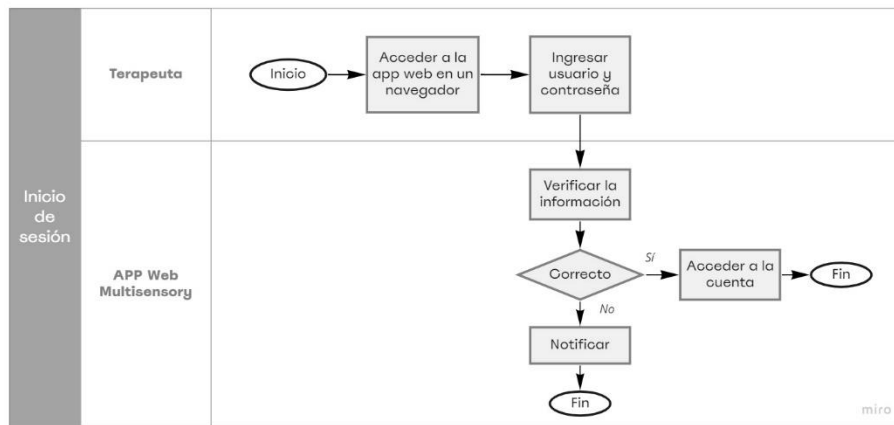 Inicio
de
sesión
Terapeuta
Inicio
Acceder a la
app web en un
navegador
Ingresar
usuario y
contraseña
APP Web
Multisensory
Verificar la
información
Correcto
Sí
Acceder a la
cuenta
Fin
No
Notificar
Fin
miro